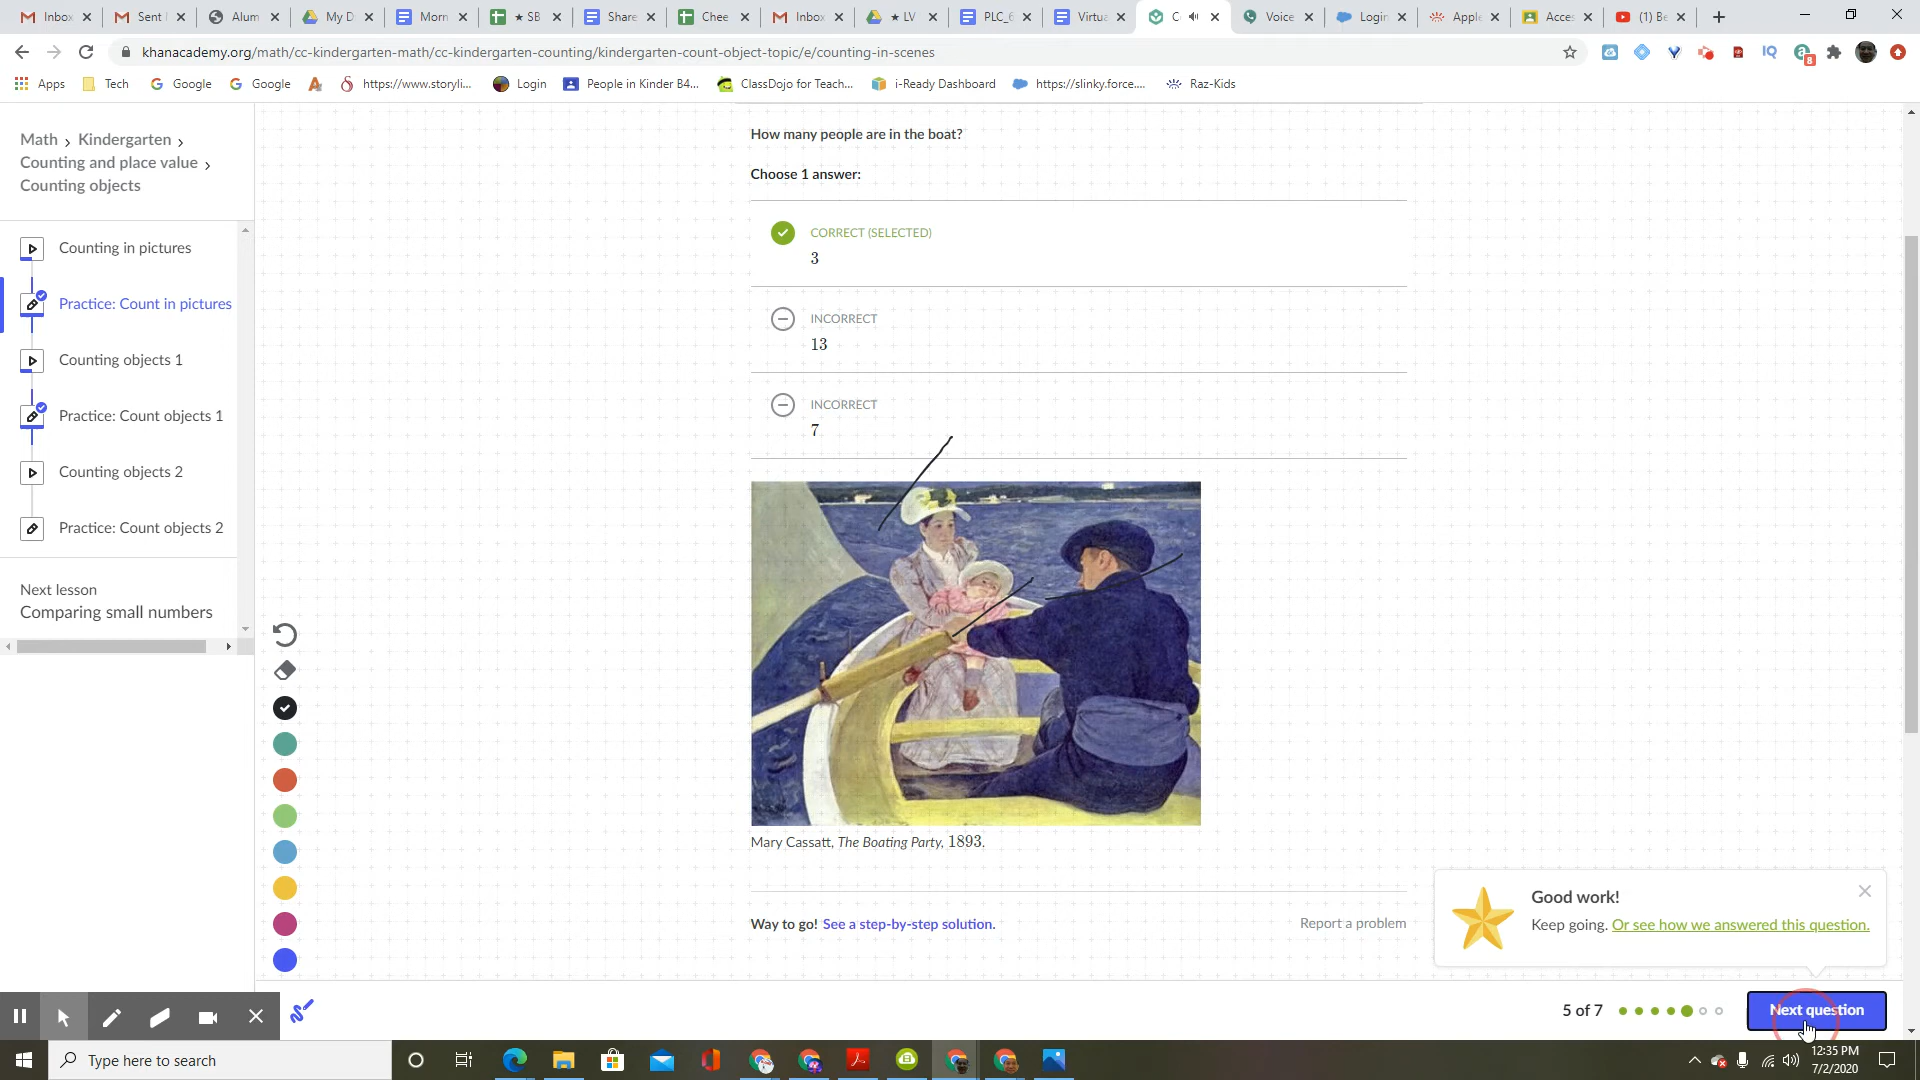 Inbox
Sent
Alum
My D
Morn
★ SB
Share
Chee
Inbox
★ LV
PLC_6
Virtua
C
Voice
Login
Apple
Acces
(1) Be
khanacademy.org/math/cc-kindergarten-math/cc-kindergarten-counting/kindergarten-count-object-topic/e/counting-in-scenes
IQ
8
Apps
Tech
Google
Google
https://www.storyli...
Login
People in Kinder B4...
ClassDojo for Teach...
i-Ready Dashboard
https://slinky.force....
Raz-Kids
Math › Kindergarten ›
Counting and place value ›
Counting objects
Counting in pictures
Practice: Count in pictures
Counting objects 1
Practice: Count objects 1
Counting objects 2
Practice: Count objects 2
Next lesson
Comparing small numbers
How many people are in the boat?
Choose 1 answer:
CORRECT (SELECTED)
3
INCORRECT
13
INCORRECT
7
Mary Cassatt, The Boating Party, 1893.
Way to go! See a step-by-step solution.
Report a problem
Good work!
Keep going. Or see how we answered this question.
5 of 7
Next question
Type here to search
12:35 PM
7/2/2020